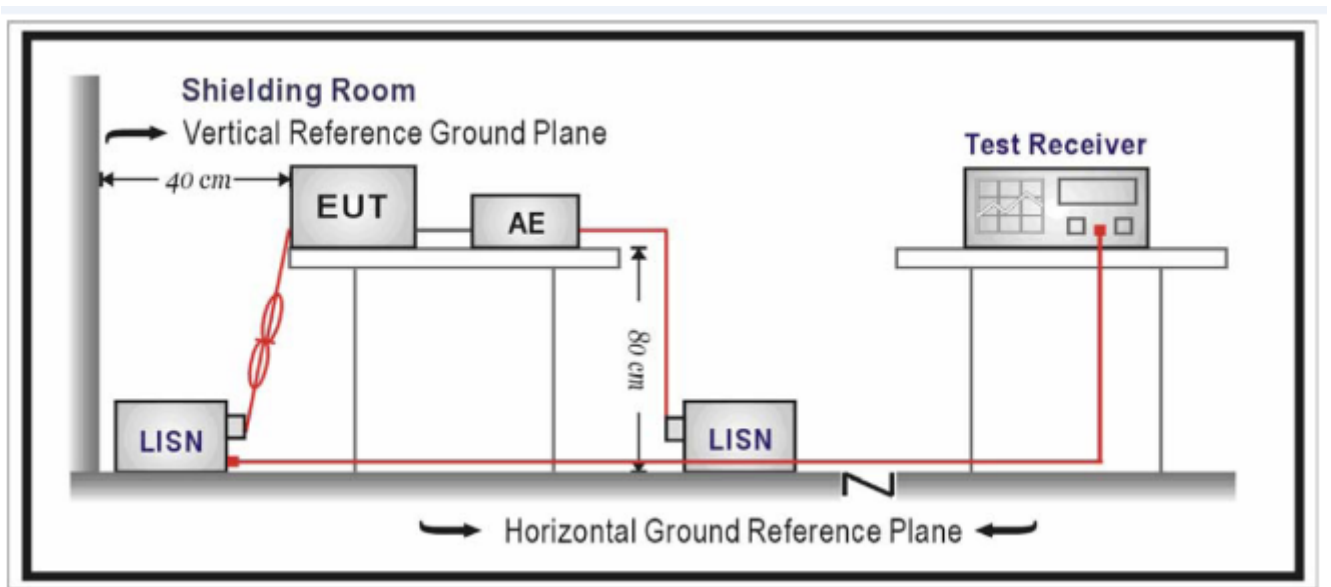 Shielding Room
Vertical Reference Ground Plane
Test Receiver
40 cm
EUT
AE
80 cm
LISN
LISN
Horizontal Ground Reference Plane